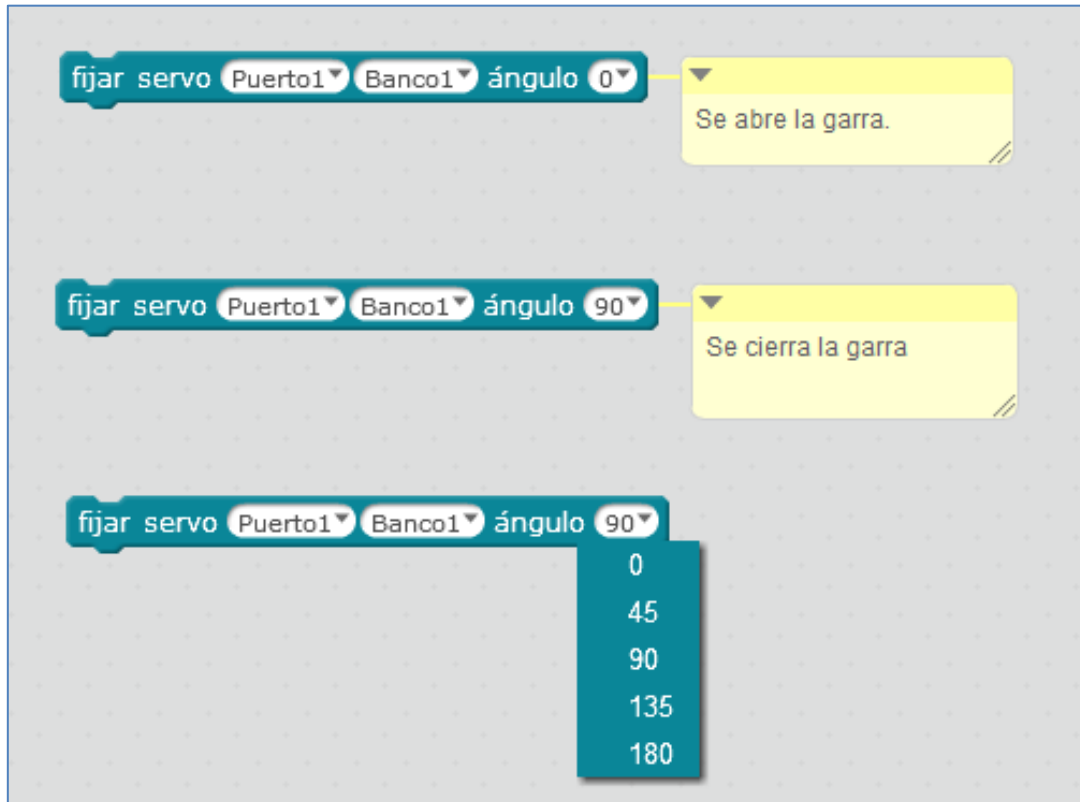 fijar servo Puerto1 Banco1 ángulo 0
Se abre la garra.
fijar servo Puerto1 Banco1 ángulo 90
Se cierra la garra
fijar servo Puerto1 Banco1 ángulo 90
0
45
90
135
180